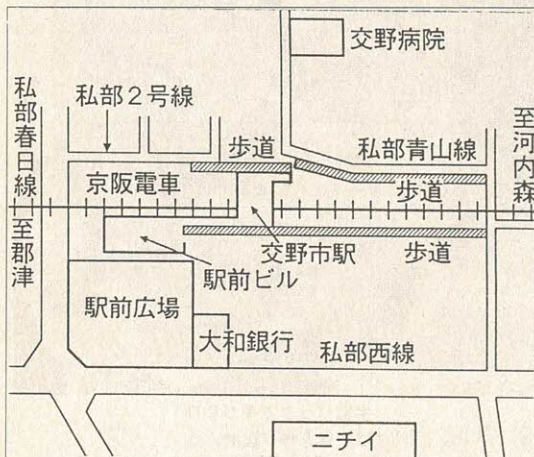 交野病院
私部春日線
私部２号線
歩道
私部青山線
至河内森
京阪電車
歩道
至郡津
交野市駅
歩道
駅前ビル
駅前広場
大和銀行
私部西線
ニチイ